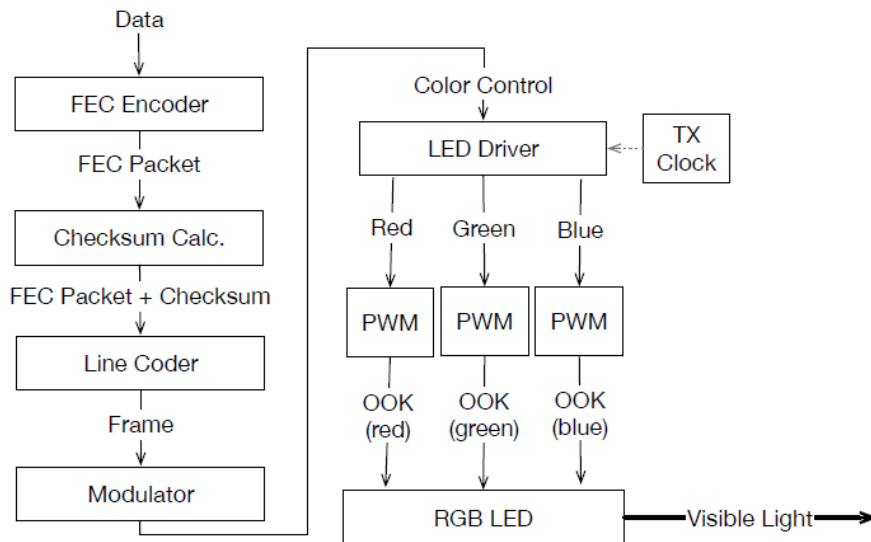 Data
FEC Encoder
FEC Packet
Checksum Calc.
FEC Packet + Checksum
Line Coder
Frame
Modulator
Color Control
LED Driver
TX
Clock
Red
Green
Blue
PWM
PWM
PWM
OOK
(red)
OOK
(green)
OOK
(blue)
RGB LED
Visible Light